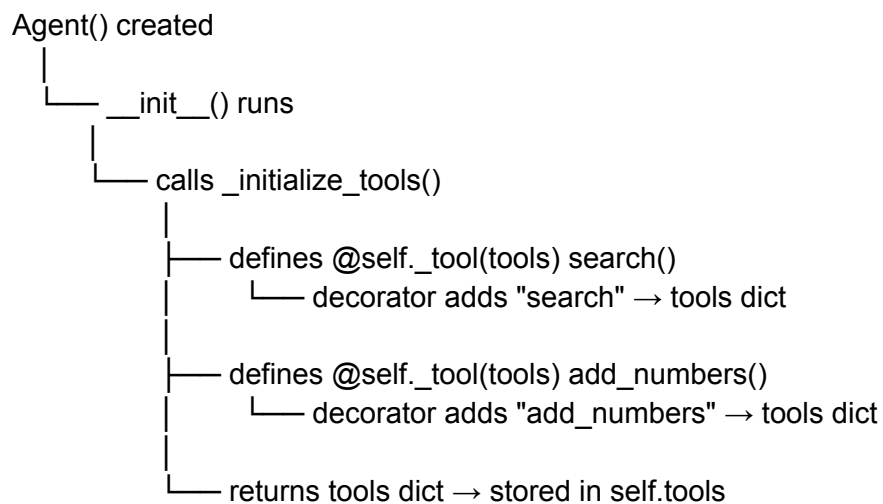 Agent() created
__init__() runs
calls _initialize_tools()
defines @self._tool(tools) search()
decorator adds "search" → tools dict
defines @self._tool(tools) add_numbers()
decorator adds "add_numbers" → tools dict
returns tools dict → stored in self.tools